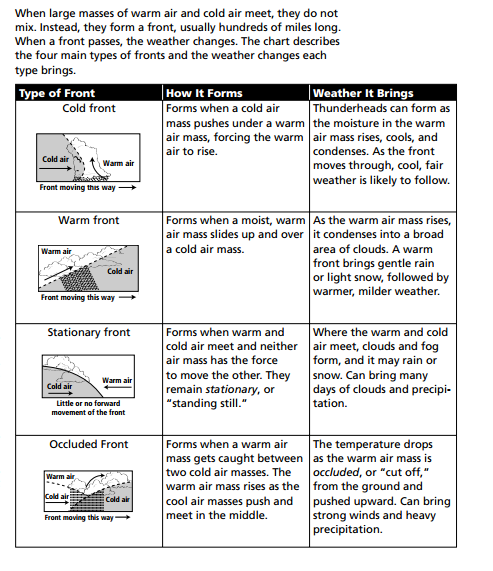 When large masses of warm air and cold air meet, they do not
mix. Instead, they form a front, usually hundreds of miles long.
When a front passes, the weather changes. The chart describes
the four main types of fronts and the weather changes each
type brings.
Type of Front
How It Forms
Weather It Brings
Cold front
Cold air
Warm air
Front moving this way
Forms when a cold air
mass pushes under a warm
air mass, forcing the warm
air to rise.
Thunderheads can form as
the moisture in the warm
air mass rises, cools, and
condenses. As the front
moves through, cool, fair
weather is likely to follow.
Warm front
Warm air
Cold air
Front moving this way
Forms when a moist, warm
air mass slides up and over
a cold air mass.
As the warm air mass rises,
it condenses into a broad
area of clouds. A warm
front brings gentle rain
or light snow, followed by
warmer, milder weather.
Stationary front
Cold air
Warm air
Little or no forward
movement of the front
Forms when warm and
cold air meet and neither
air mass has the force
to move the other. They
remain stationary, or
“standing still.”
Where the warm and cold
air meet, clouds and fog
form, and it may rain or
snow. Can bring many
days of clouds and precipi-
tation.
Occluded Front
Warm air
Cold air
Cold air
Front moving this way
Forms when a warm air
mass gets caught between
two cold air masses. The
warm air mass rises as the
cool air masses push and
meet in the middle.
The temperature drops
as the warm air mass is
occluded, or “cut off,”
from the ground and
pushed upward. Can bring
strong winds and heavy
precipitation.